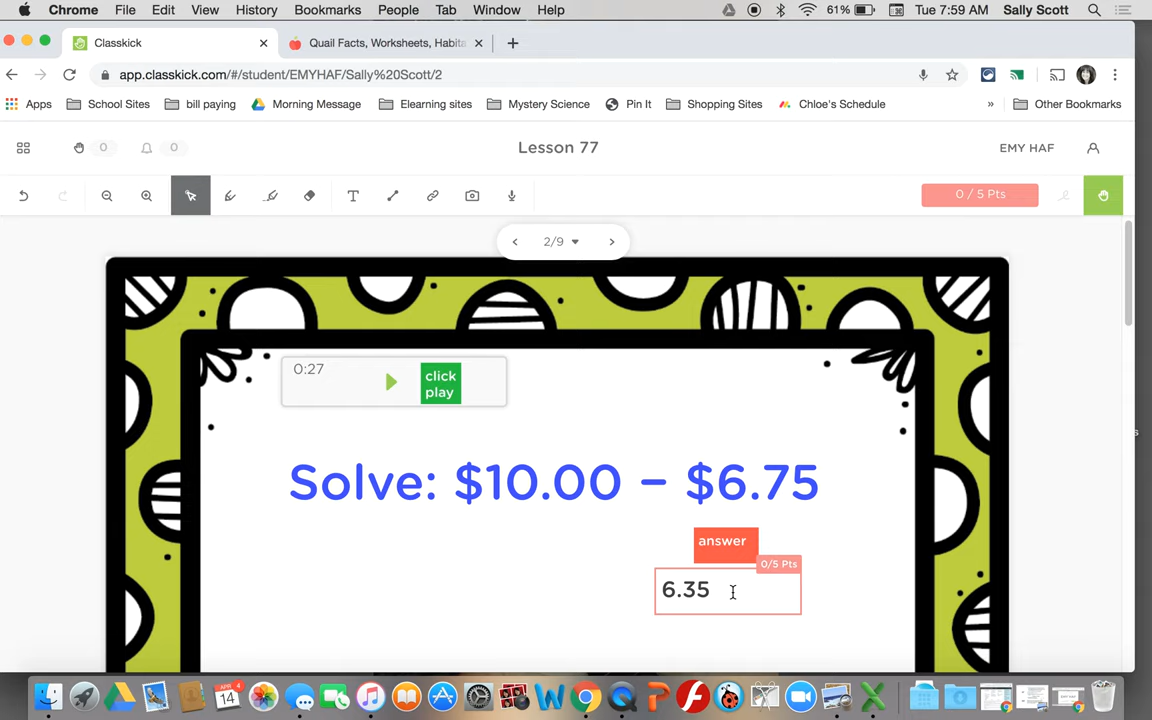 Chrome File Edit View History Bookmarks People Tab Window Help 61% Tue 7:59 AM Sally Scott
Classkick Quail Facts, Worksheets, Habita
app.classkick.com/#/student/EMYHAF/Sally%20Scott/2
Apps School Sites bill paying Morning Message Elearning sites Mystery Science Pin It Shopping Sites Chloe's Schedule » Other Bookmarks
0 0 Lesson 77 EMY HAF
T 0 / 5 Pts
2/9
0:27 click
play
Solve: $10.00 – $6.75
answer
0/5 Pts
6.35
APR 4
14